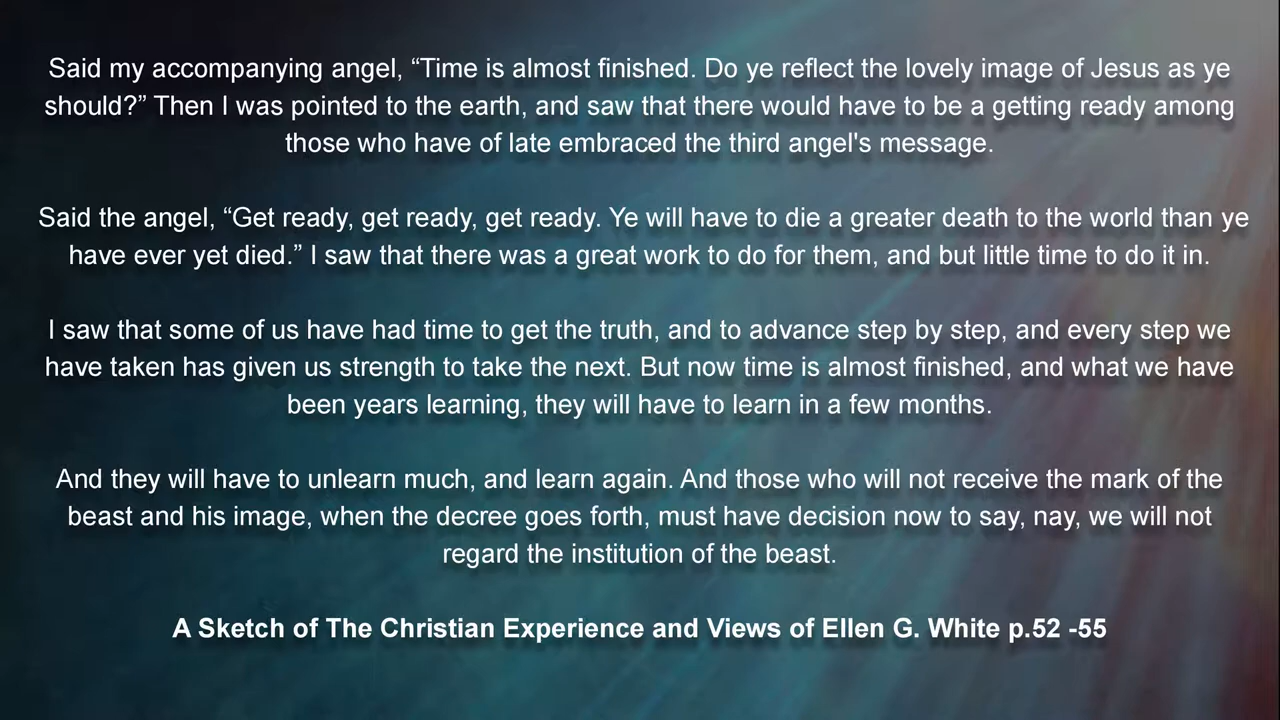 Said my accompanying angel, “Time is almost finished. Do ye reflect the lovely image of Jesus as ye
should?” Then I was pointed to the earth, and saw that there would have to be a getting ready among
those who have of late embraced the third angel's message.
Said the angel, “Get ready, get ready, get ready. Ye will have to die a greater death to the world than ye
have ever yet died.” I saw that there was a great work to do for them, and but little time to do it in.
I saw that some of us have had time to get the truth, and to advance step by step, and every step we
have taken has given us strength to take the next. But now time is almost finished, and what we have
been years learning, they will have to learn in a few months.
And they will have to unlearn much, and learn again. And those who will not receive the mark of the
beast and his image, when the decree goes forth, must have decision now to say, nay, we will not
regard the institution of the beast.
A Sketch of The Christian Experience and Views of Ellen G. White p.52 -55